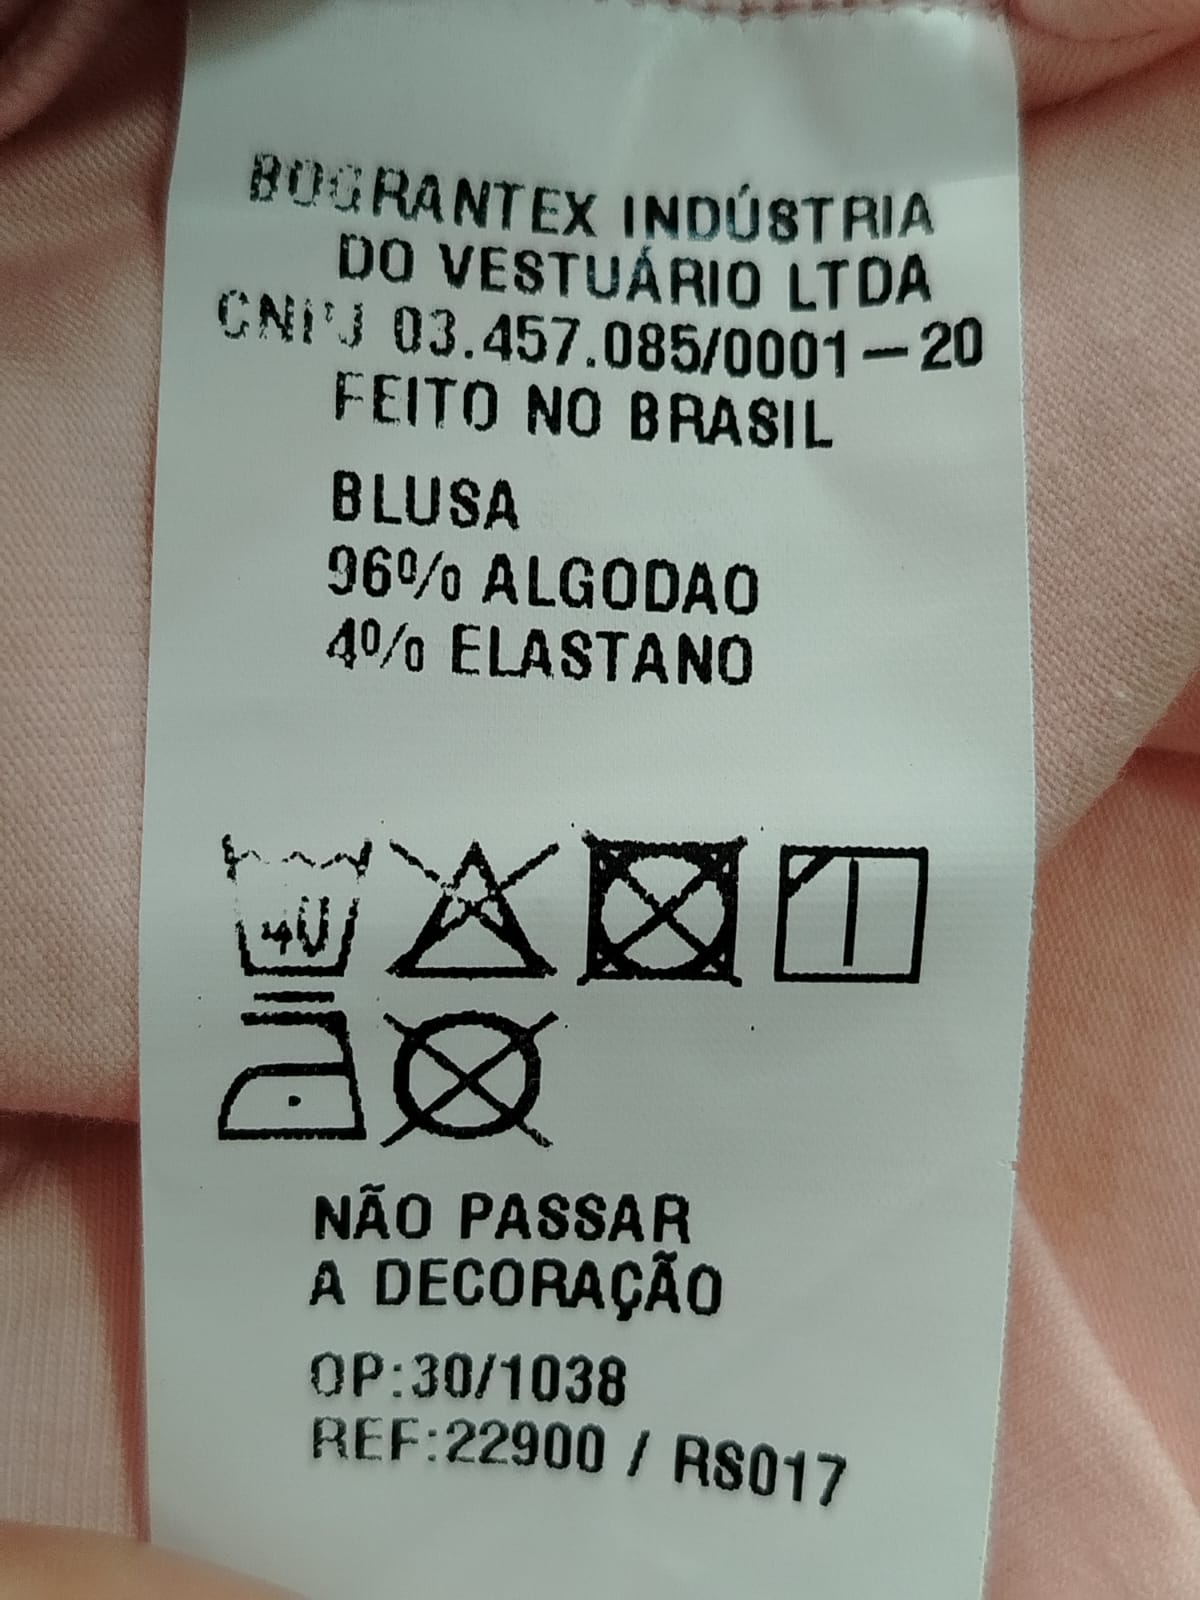 BOGRANTEX INDÚSTRIA
DO VESTUÁRIO LTDA
CNPJ 03.457.085/0001-20
FEITO NO BRASIL
BLUSA
96% ALGODAO
4% ELASTANO
40
NÃO PASSAR
A DECORAÇÃO
OP:30/1038
REF:22900 / RS017